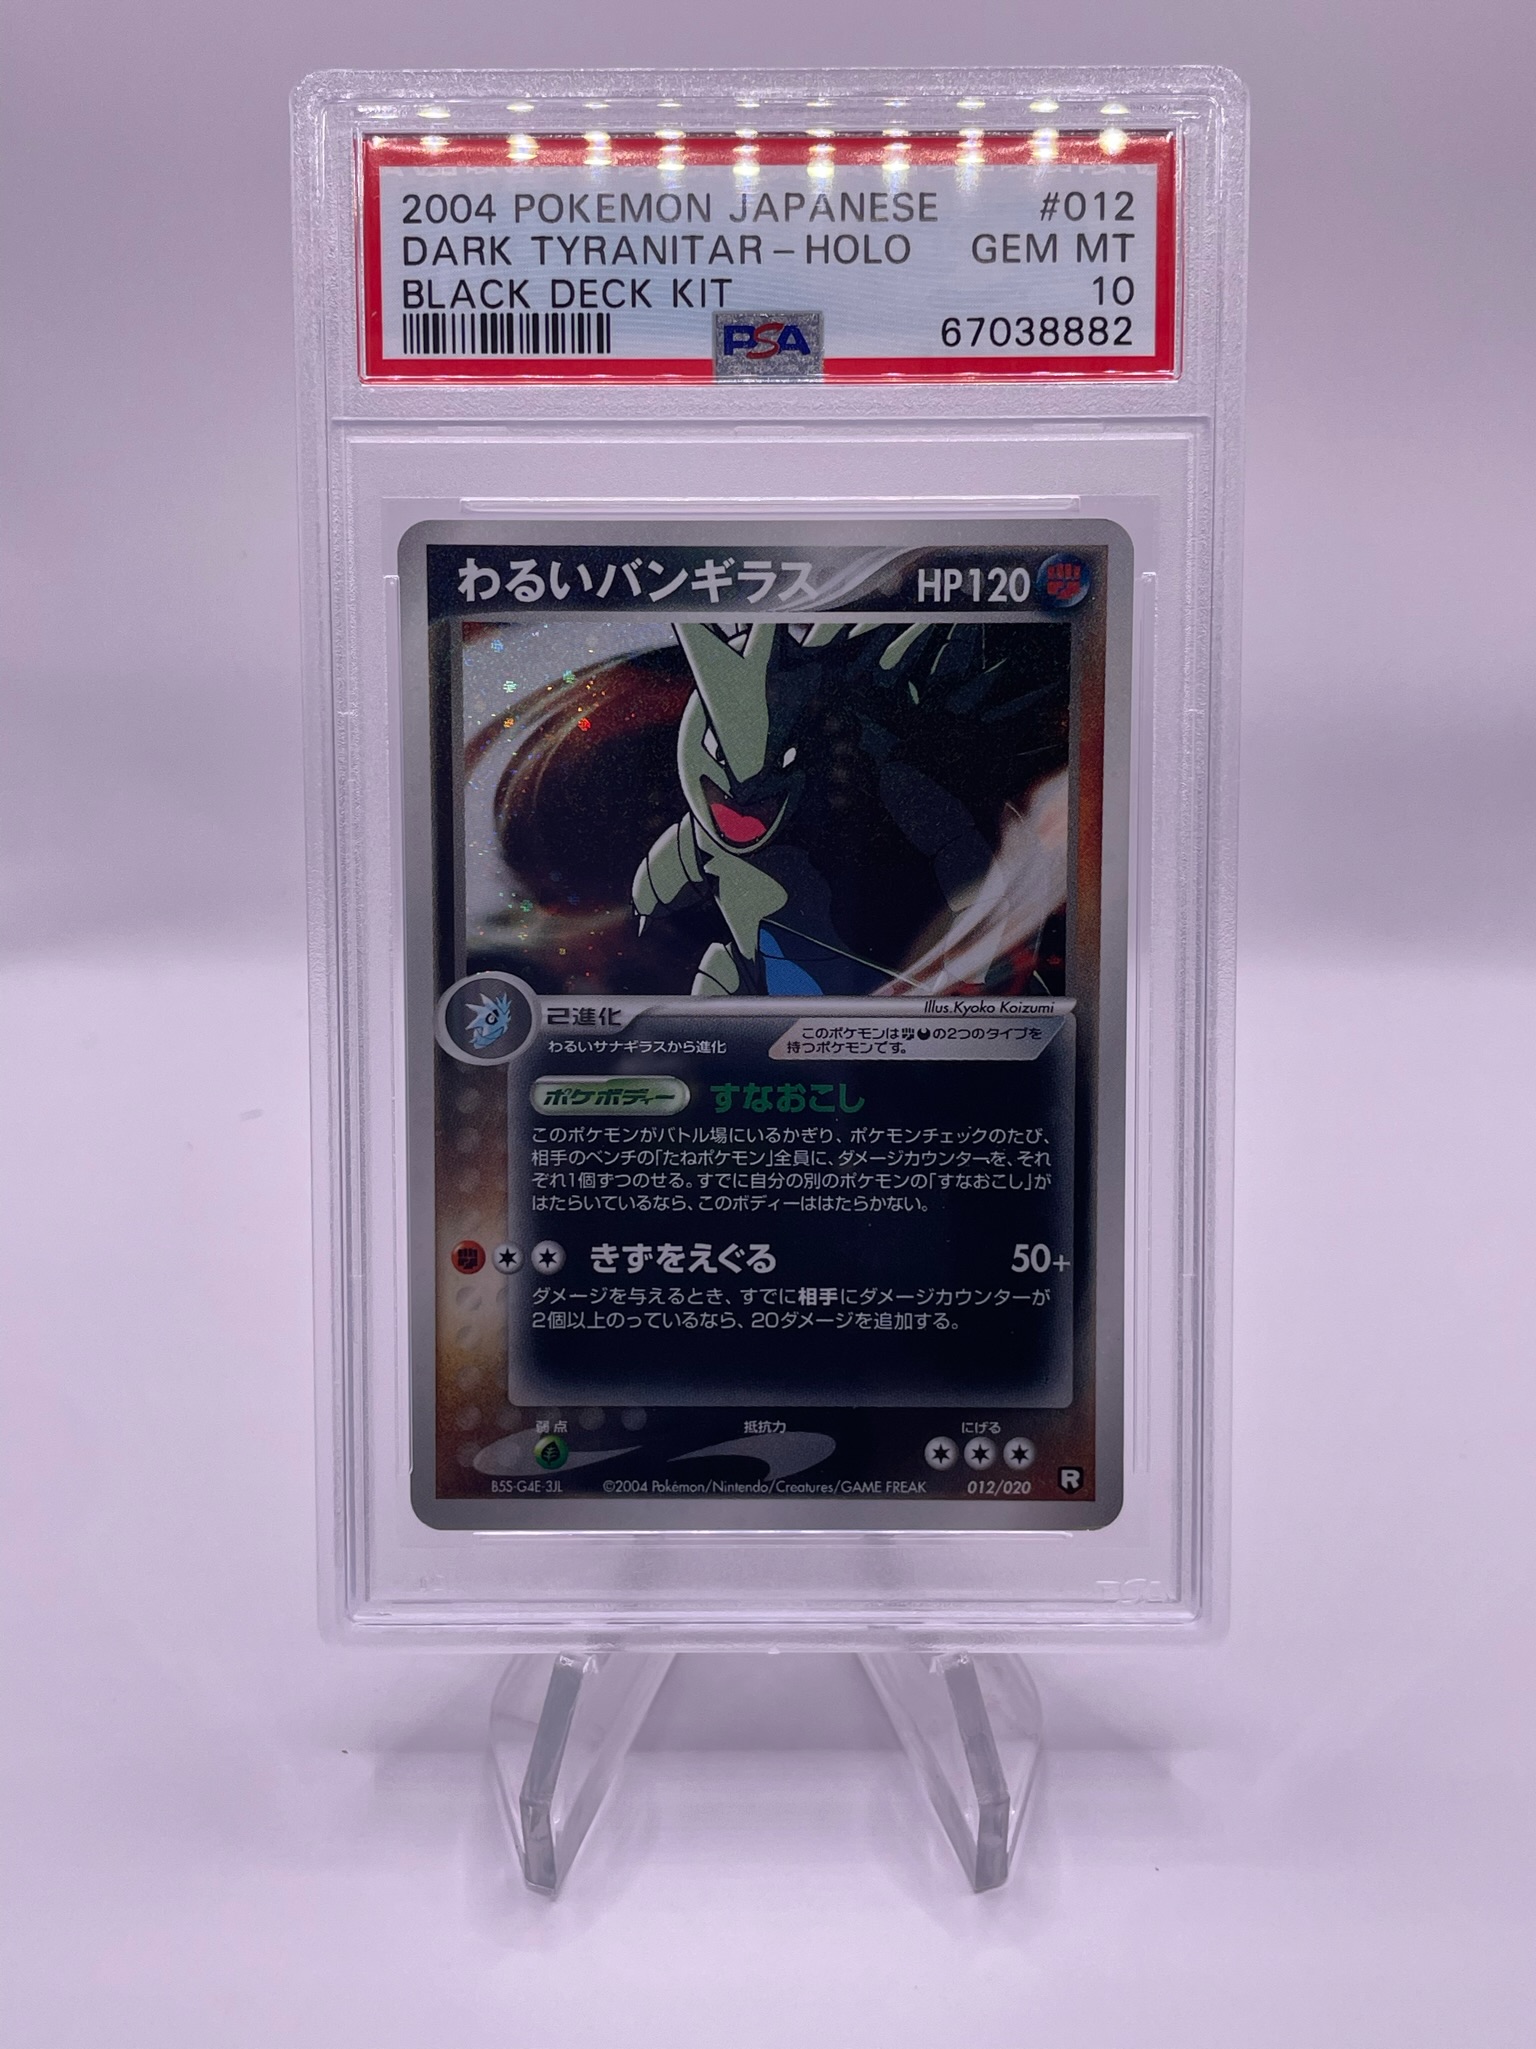 2004 POKEMON JAPANESE #012
DARK TYRANITAR-HOLO GEM MT
BLACK DECK KIT 10
PSA 67038882
わるいバンギラス HP120
Illus.Kyoko Koizumi
2進化
わるいサナギラスから進化
このポケモンはの2つのタイプを
持つポケモンです。
ポケボディー すなおこし
このポケモンがバトル場にいるかぎり、ポケモンチェックのたび、
相手のベンチの「たねポケモン」全員に、ダメージカウンターを、それ
ぞれ1個ずつのせる。すでに自分の別のポケモンの「すなおこし」が
はたらいているなら、このボディーははたらかない。
きずをえぐる 50+
ダメージを与えるとき、すでに相手にダメージカウンターが
2個以上のっているなら、20ダメージを追加する。
弱点 抵抗力 にげる
B5S-G4E-3JL ©2004 Pokémon/Nintendo/Creatures/GAME FREAK 012/020 R